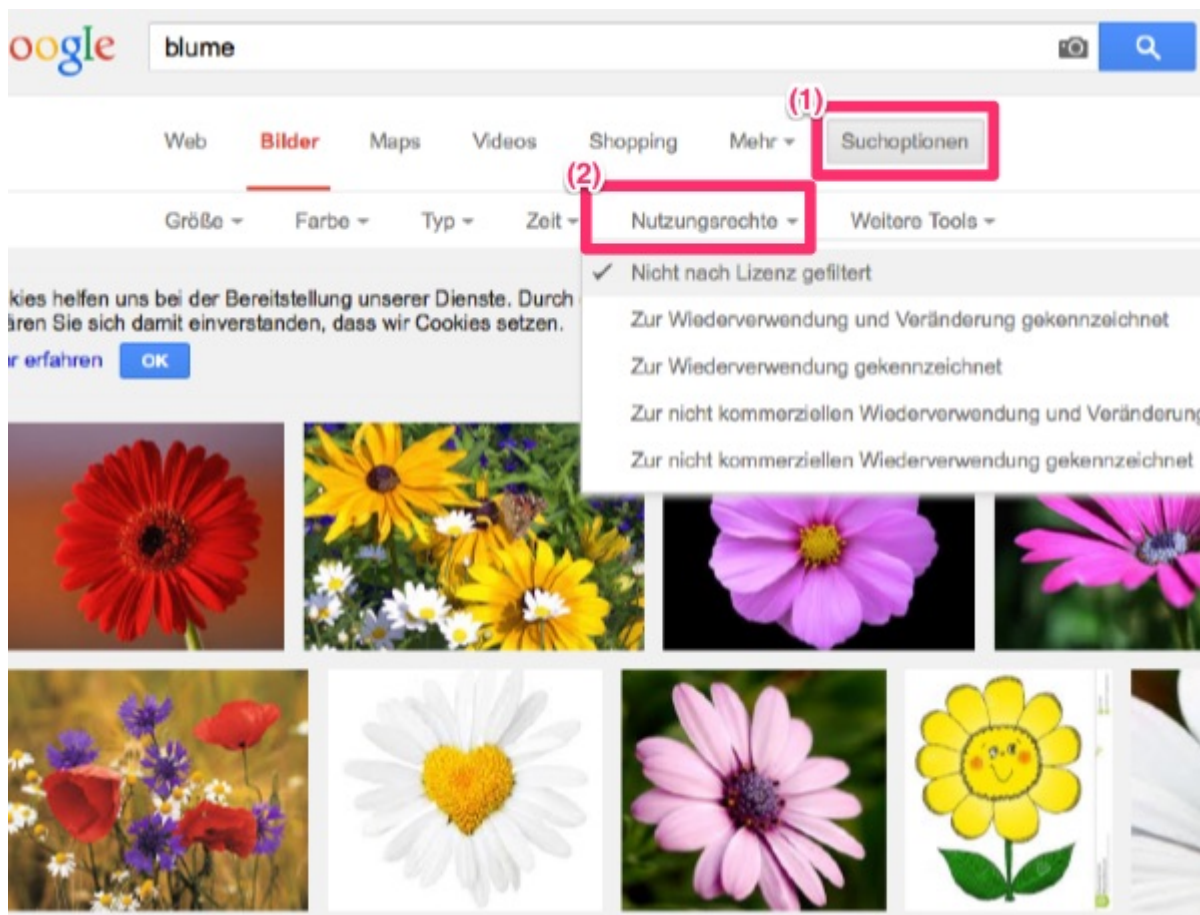 oogle
blume
(1)
Web Bilder Maps Videos Shopping Mehr Suchoptionen
(2)
Größe Farbe Typ Zeit Nutzungsrechte Weitere Tools
Nicht nach Lizenz gefiltert
kies helfen uns bei der Bereitstellung unserer Dienste. Durch
ären Sie sich damit einverstanden, dass wir Cookies setzen.
r erfahren OK
Zur Wiederverwendung und Veränderung gekennzeichnet
Zur Wiederverwendung gekennzeichnet
Zur nicht kommerziellen Wiederverwendung und Veränderung
Zur nicht kommerziellen Wiederverwendung gekennzeichnet